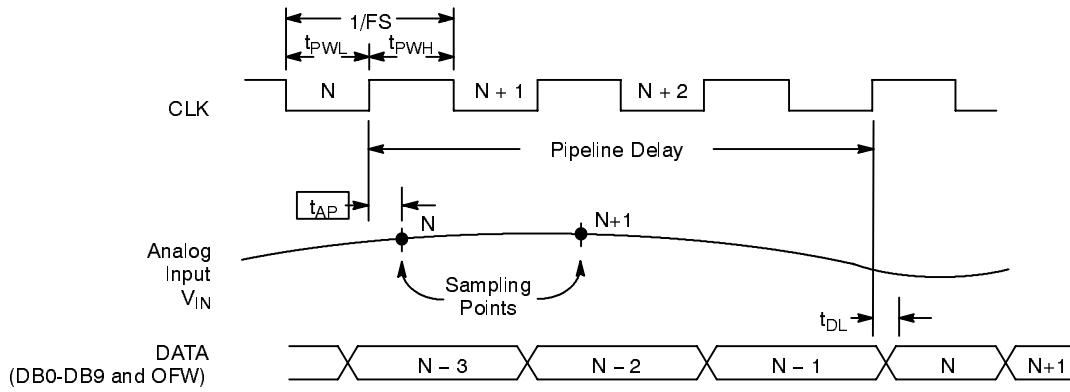 1/FS
tPWL tPWH
N N + 1 N + 2
CLK
Pipeline Delay
tAP
N N+1
Analog
Input
VIN
Sampling
Points
tDL
DATA
(DB0-DB9 and OFW)
N – 3 N – 2 N – 1 N N+1